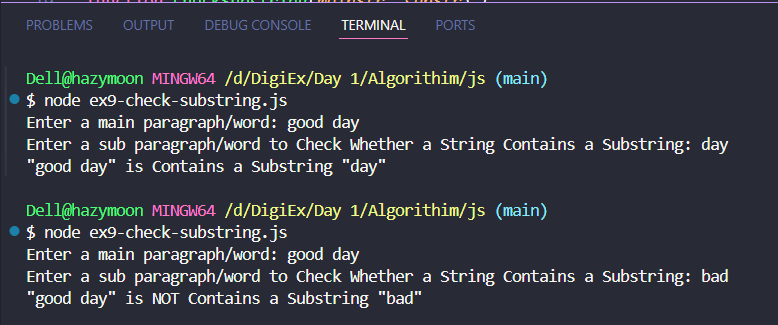 PROBLEMS OUTPUT DEBUG CONSOLE TERMINAL PORTS
Dell@hazymoon MINGW64 /d/DigiEx/Day 1/Algorithim/js (main)
$ node ex9-check-substring.js
Enter a main paragraph/word: good day
Enter a sub paragraph/word to Check Whether a String Contains a Substring: day
"good day" is Contains a Substring "day"
Dell@hazymoon MINGW64 /d/DigiEx/Day 1/Algorithim/js (main)
$ node ex9-check-substring.js
Enter a main paragraph/word: good day
Enter a sub paragraph/word to Check Whether a String Contains a Substring: bad
"good day" is NOT Contains a Substring "bad"